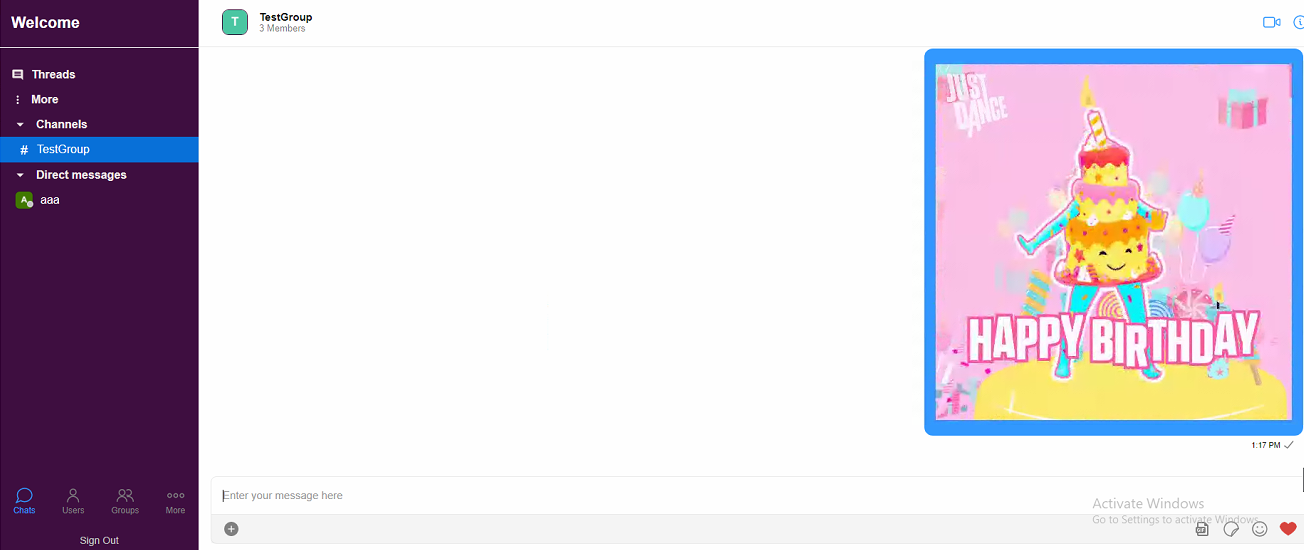 Welcome
Threads
More
Channels
# TestGroup
Direct messages
A aaa
Chats Users Groups More
Sign Out
T TestGroup
3 Members
JUST
DANCE
HAPPY BIRTHDAY
1:17 PM
Enter your message here
Activate Windows
Go to Settings to activate Windows.
GIF